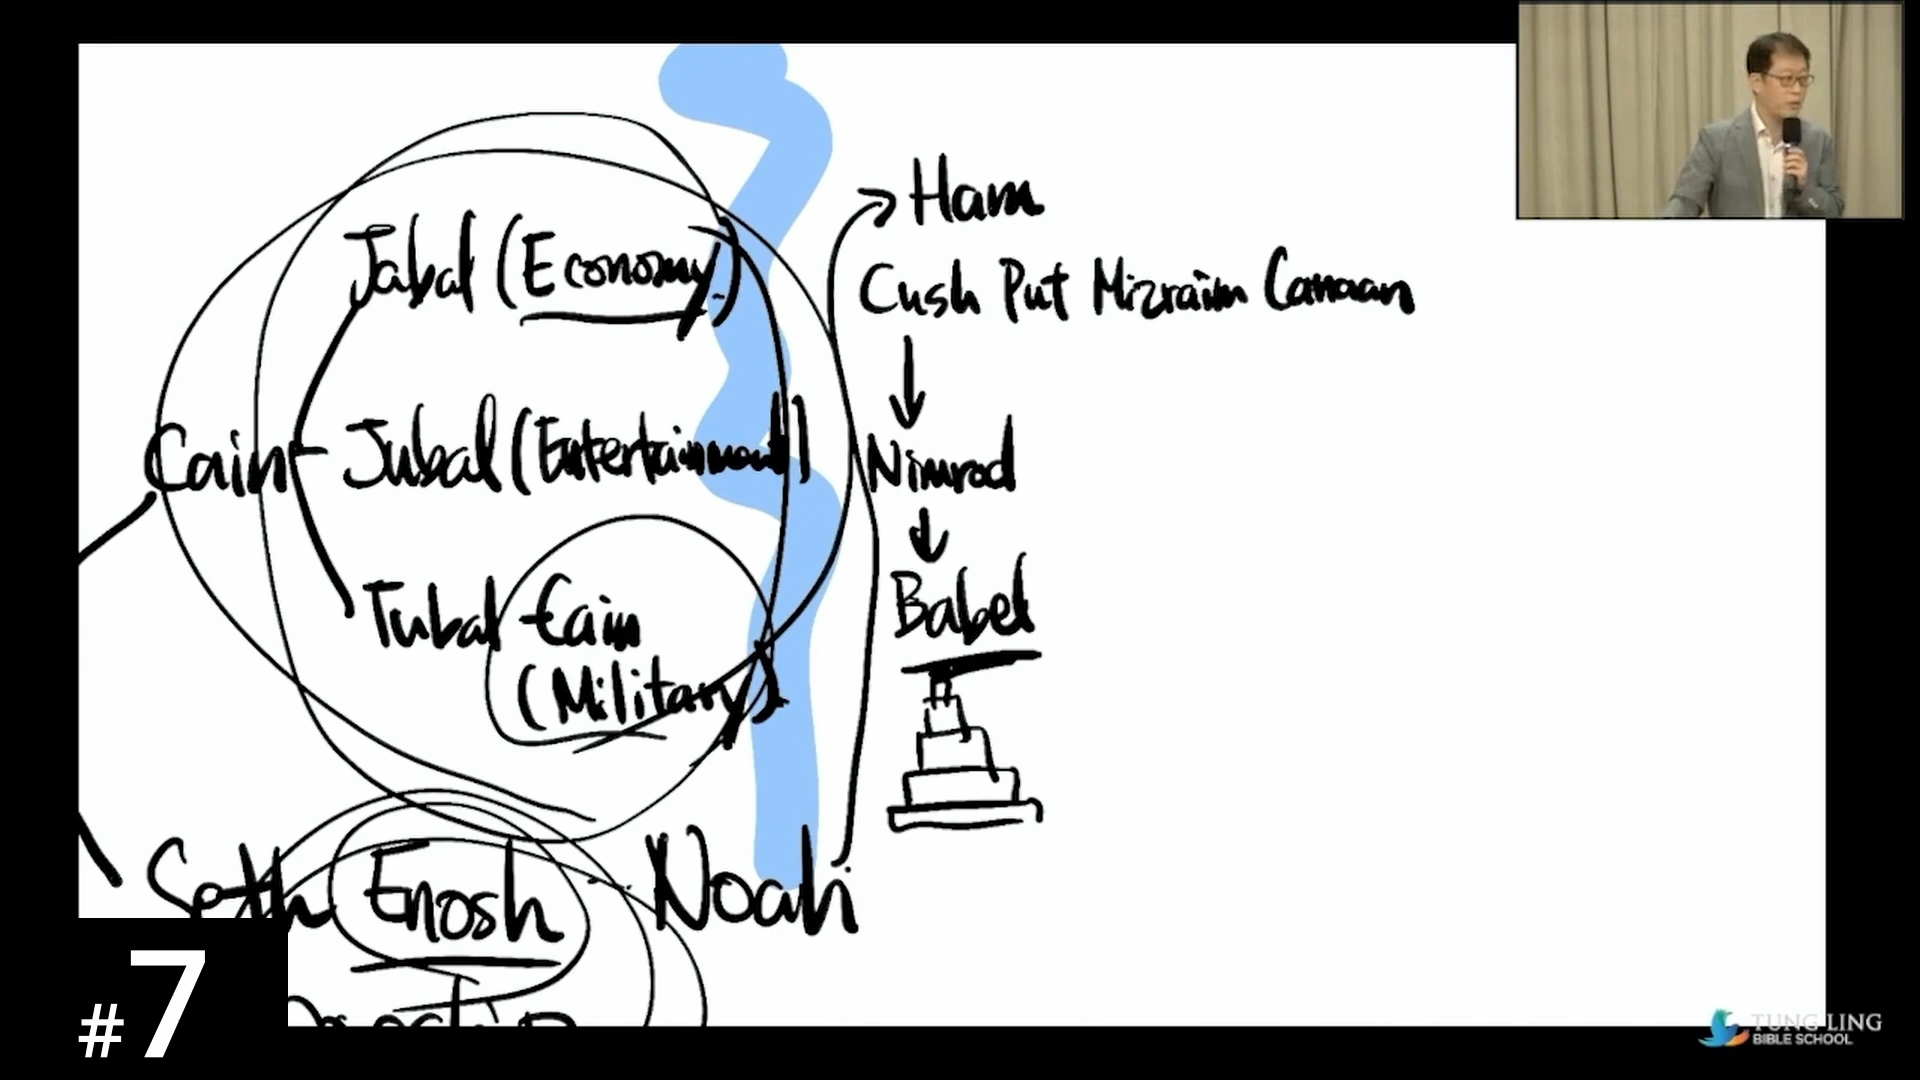 Ham
Jabal (Economy)
Cush Put Mizraim Canaan
Cain
Jubal (Entertainment)
Nimrod
Tubal Cain
(Military)
Babel
Seth Enosh Noah
#7
TUNG LING
BIBLE SCHOOL